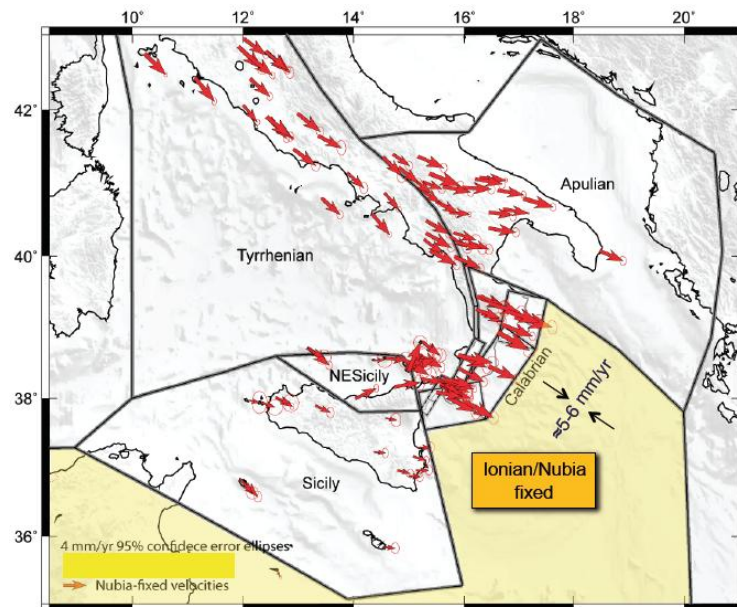 10° 12° 14° 16° 18° 20°
42°
Apulian
40°
Tyrrhenian
38°
NESicily
Calabrian
≈5-6 mm/yr
Ionian/Nubia
fixed
Sicily
36°
4 mm/yr 95% confidece error ellipses
Nubia-fixed velocities